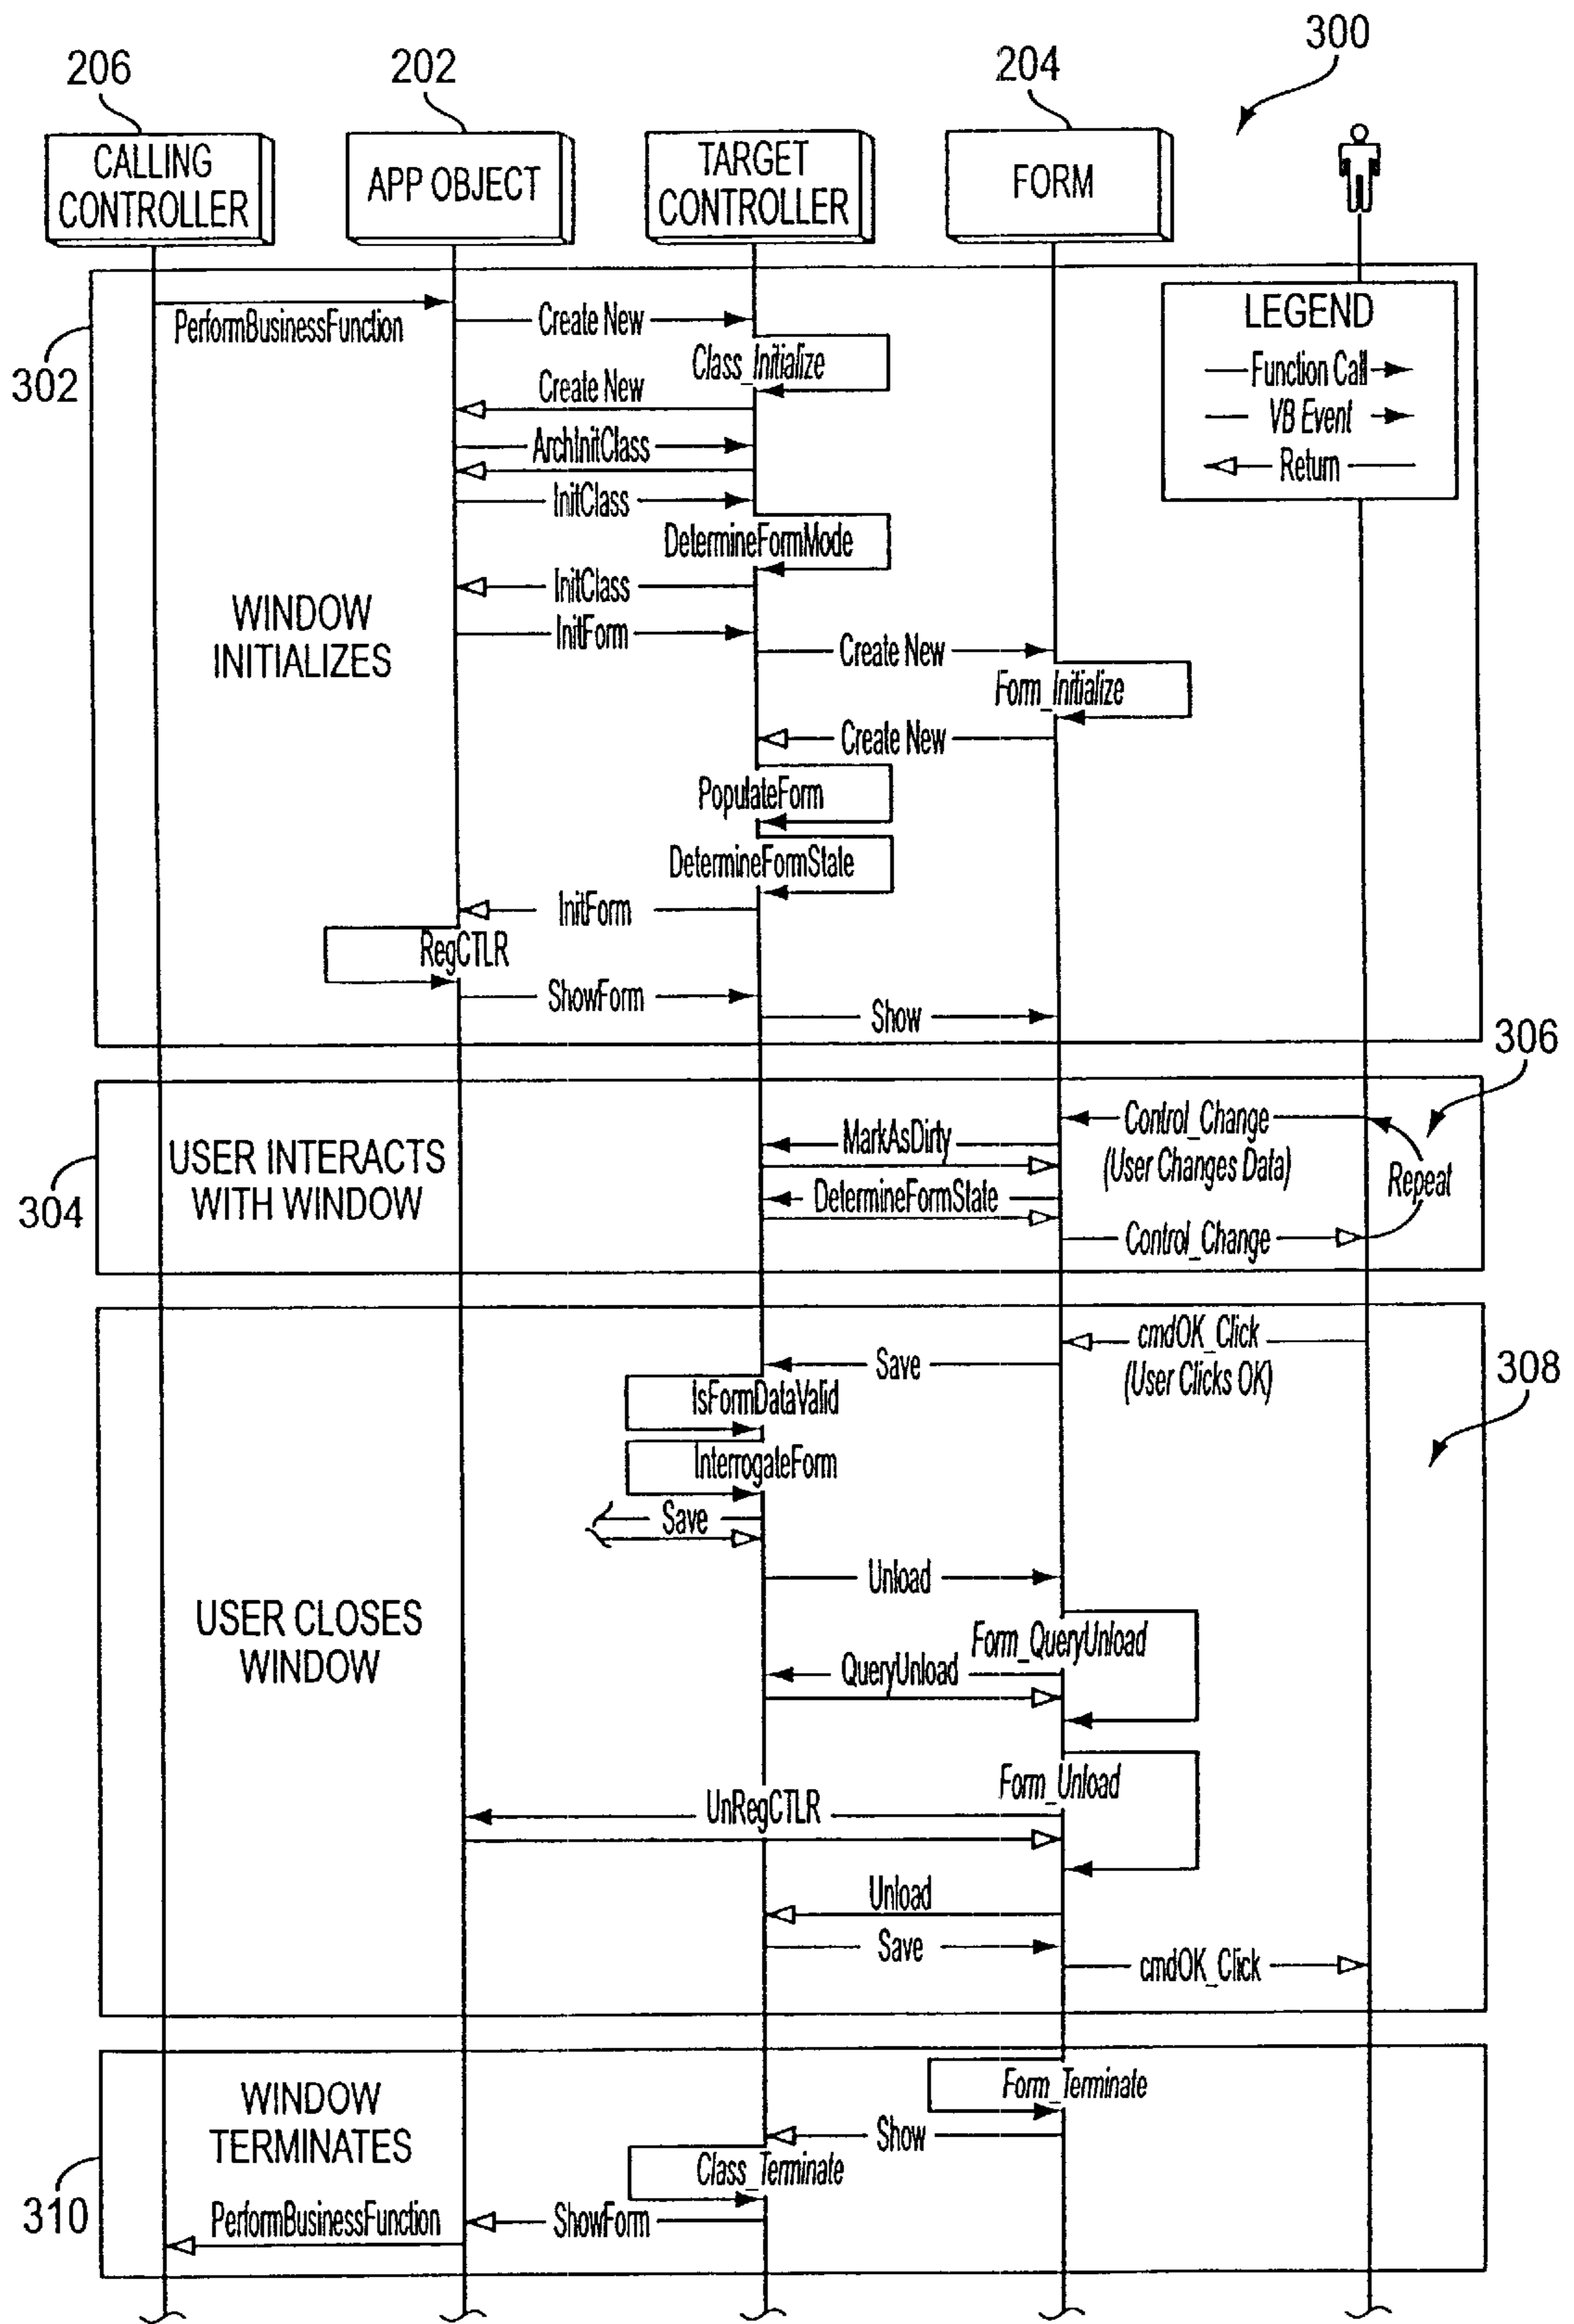 300
206
202
204
CALLING
CONTROLLER
APP OBJECT
TARGET
CONTROLLER
FORM
LEGEND
Function Call
VB Event
Return
302
PerformBusinessFunction
Create New
Class_Initialize
Create New
ArchInitClass
InitClass
DetermineFormMode
InitClass
WINDOW
INITIALIZES
InitForm
Create New
Form_Initialize
Create New
PopulateForm
DetermineFormState
InitForm
RegCTLR
ShowForm
Show
306
304
USER INTERACTS
WITH WINDOW
Control_Change
(User Changes Data)
MarkAsDirty
Repeat
DetermineFormState
Control_Change
308
cmdOK_Click
(User Clicks OK)
Save
IsFormDataValid
InterrogateForm
Save
Unload
USER CLOSES
WINDOW
Form_QueryUnload
QueryUnload
Form_Unload
UnRegCTLR
Unload
Save
cmdOK_Click
310
WINDOW
TERMINATES
Form_Terminate
Show
Class_Terminate
ShowForm
PerformBusinessFunction